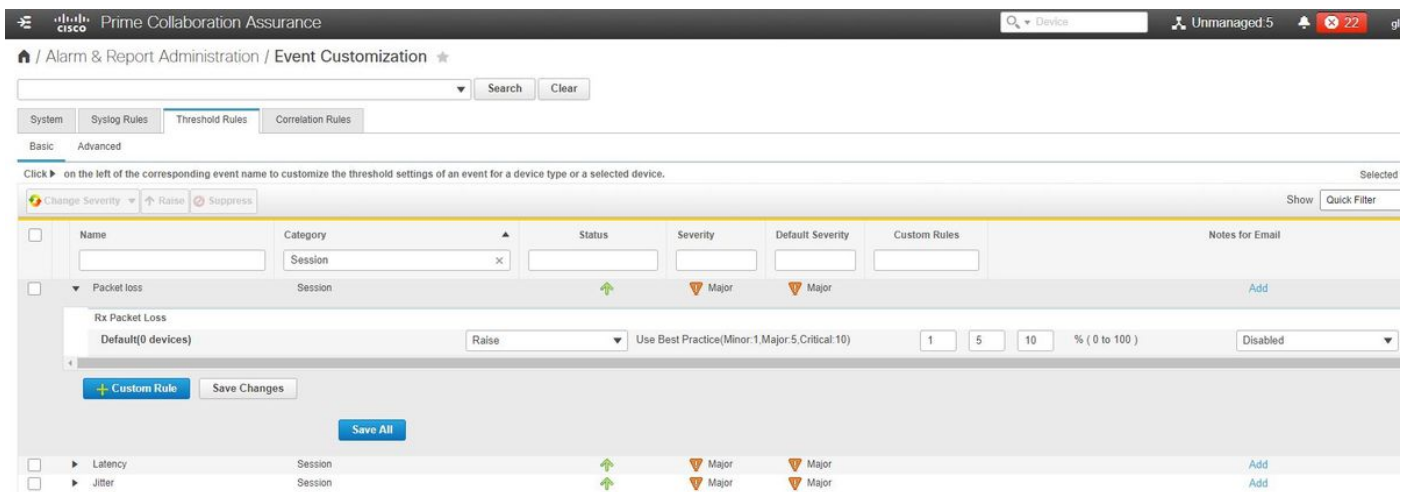 cisco Prime Collaboration Assurance Device Unmanaged:5 22
/ Alarm & Report Administration / Event Customization
Search Clear
System Syslog Rules Threshold Rules Correlation Rules
Basic Advanced
Click on the left of the corresponding event name to customize the threshold settings of an event for a device type or a selected device. Selected
Change Severity Raise Suppress Show Quick Filter
Name Category Status Severity Default Severity Custom Rules Notes for Email
Session
Packet loss Session Major Major Add
Rx Packet Loss
Default(0 devices) Raise Use Best Practice(Minor:1,Major:5,Critical:10) 1 5 10 % ( 0 to 100 ) Disabled
Custom Rule Save Changes
Save All
Latency Session Major Major Add
Jitter Session Major Major Add